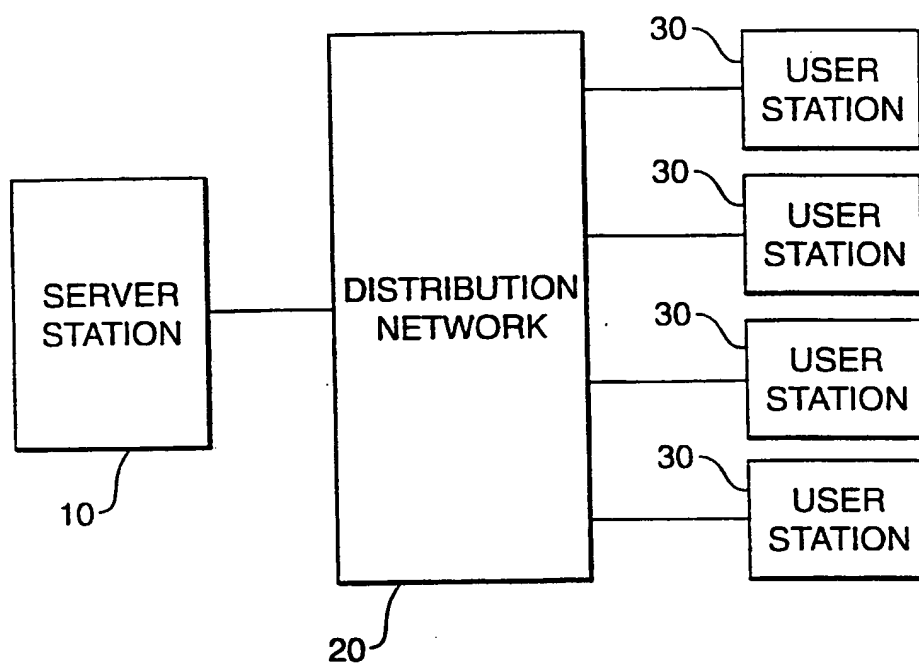 30
USER
STATION
30
USER
STATION
SERVER
STATION
DISTRIBUTION
NETWORK
30
USER
STATION
30
USER
STATION
10
20